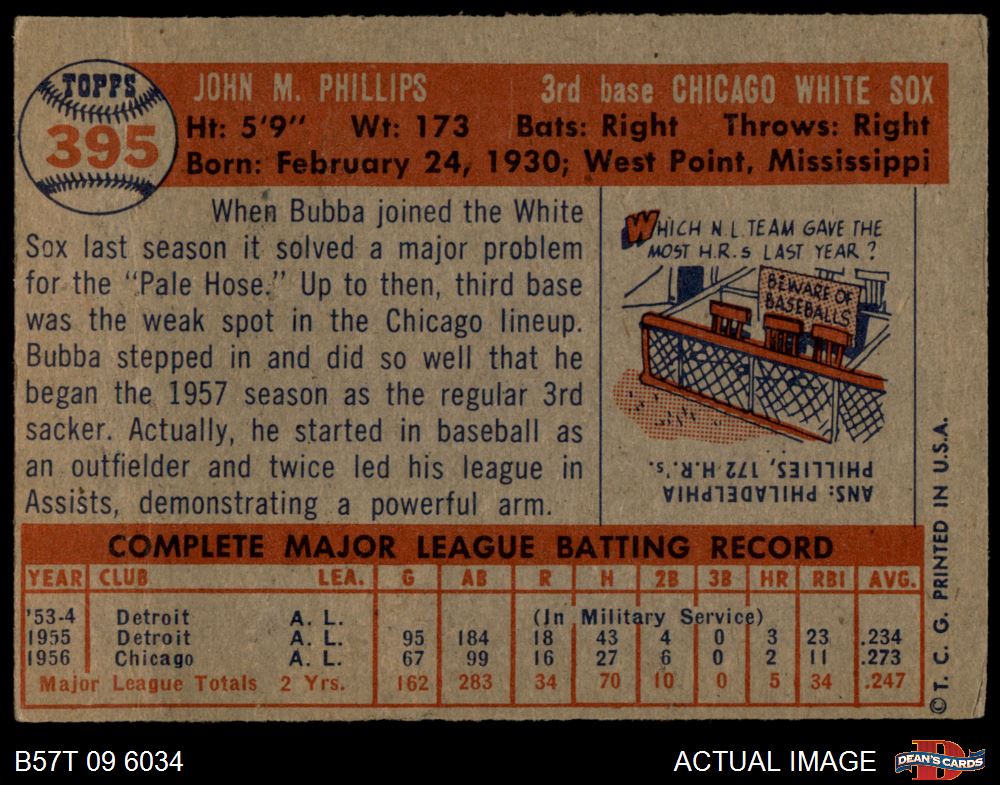 TOPPS
395
JOHN M. PHILLIPS 3rd base CHICAGO WHITE SOX
Ht: 5'9" Wt: 173 Bats: Right Throws: Right
Born: February 24, 1930; West Point, Mississippi
When Bubba joined the White
Sox last season it solved a major problem
for the "Pale Hose." Up to then, third base
was the weak spot in the Chicago lineup.
Bubba stepped in and did so well that he
began the 1957 season as the regular 3rd
sacker. Actually, he started in baseball as
an outfielder and twice led his league in
Assists, demonstrating a powerful arm.
WHICH N.L. TEAM GAVE THE
MOST H.R.s LAST YEAR?
BEWARE OF
BASEBALLS
ANS: PHILADELPHIA
PHILLIES, 172 H.R.'s.
COMPLETE MAJOR LEAGUE BATTING RECORD
YEAR CLUB LEA. G AB R H 2B 3B HR RBI AVG.
'53-4 Detroit A. L. (In Military Service)
1955 Detroit A. L. 95 184 18 43 4 0 3 23 .234
1956 Chicago A. L. 67 99 16 27 6 0 2 11 .273
Major League Totals 2 Yrs. 162 283 34 70 10 0 5 34 .247
© T. C. G. PRINTED IN U.S.A.
B57T 09 6034 ACTUAL IMAGE
D
DEAN'S CARDS